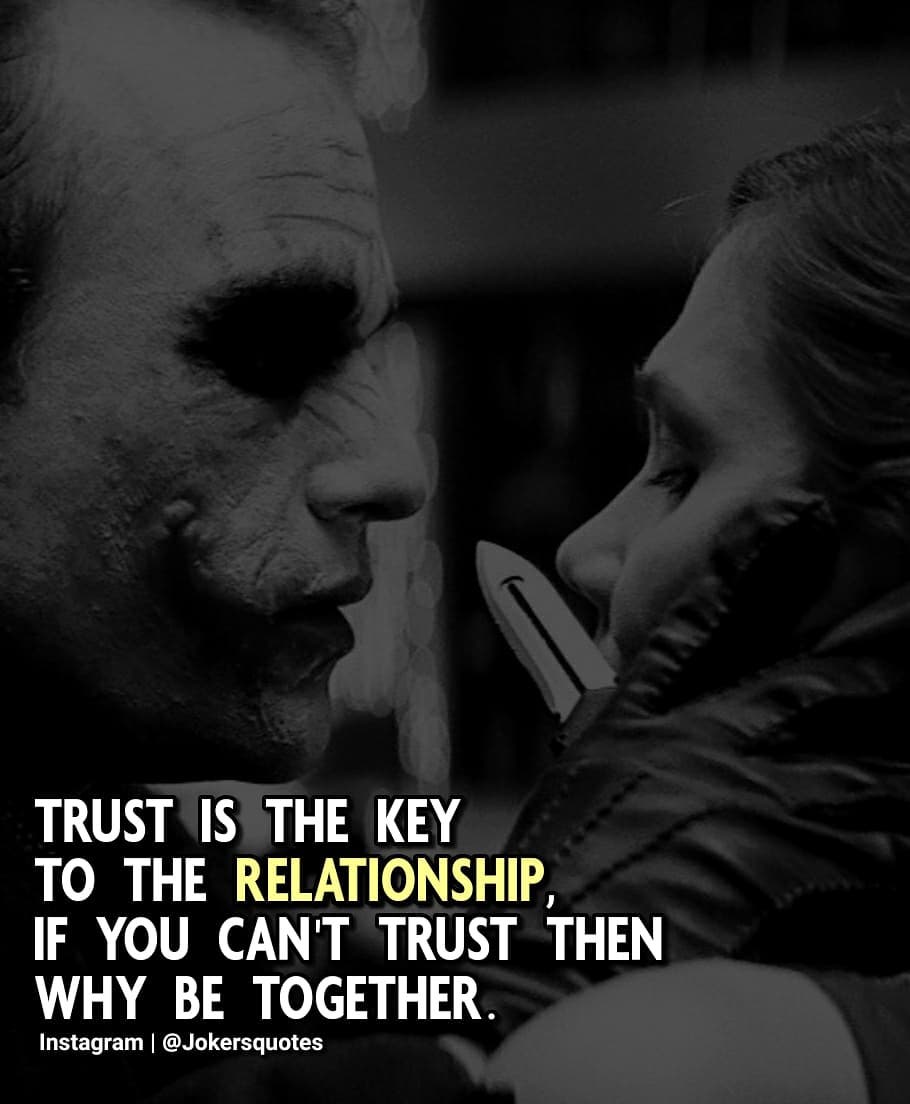 TRUST IS THE KEY
TO THE RELATIONSHIP,
IF YOU CAN'T TRUST THEN
WHY BE TOGETHER.
Instagram | @Jokersquotes